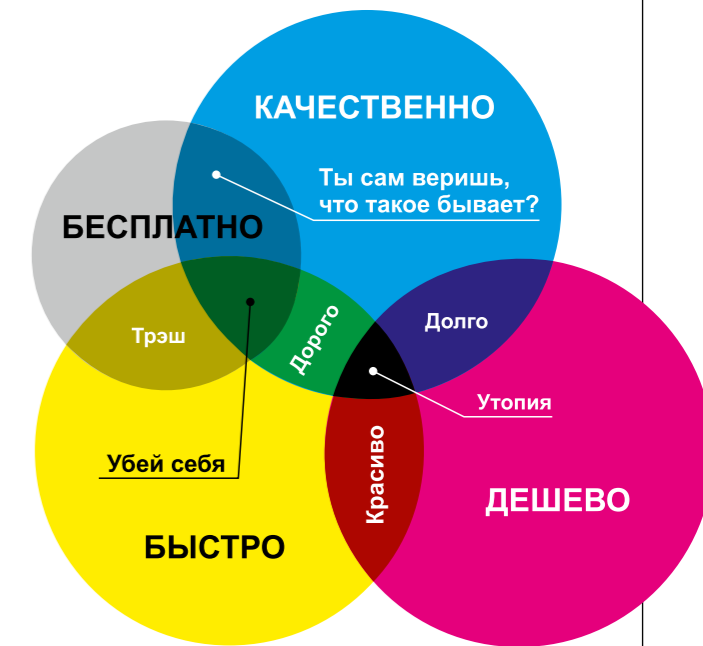 КАЧЕСТВЕННО
Ты сам веришь,
что такое бывает?
БЕСПЛАТНО
Трэш
Дорого
Долго
Утопия
Убей себя
Красиво
ДЕШЕВО
БЫСТРО